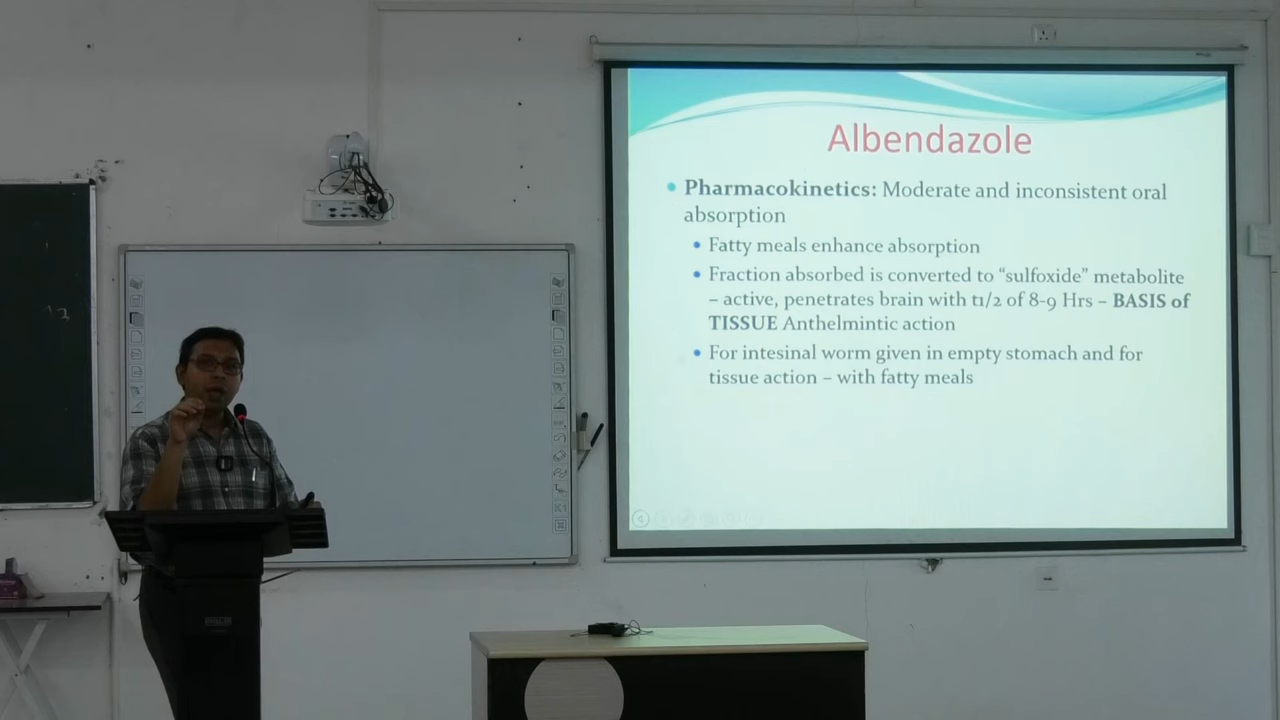 Albendazole
Pharmacokinetics: Moderate and inconsistent oral
absorption
Fatty meals enhance absorption
Fraction absorbed is converted to “sulfoxide” metabolite
– active, penetrates brain with t1/2 of 8-9 Hrs – BASIS of
TISSUE Anthelmintic action
For intesinal worm given in empty stomach and for
tissue action – with fatty meals